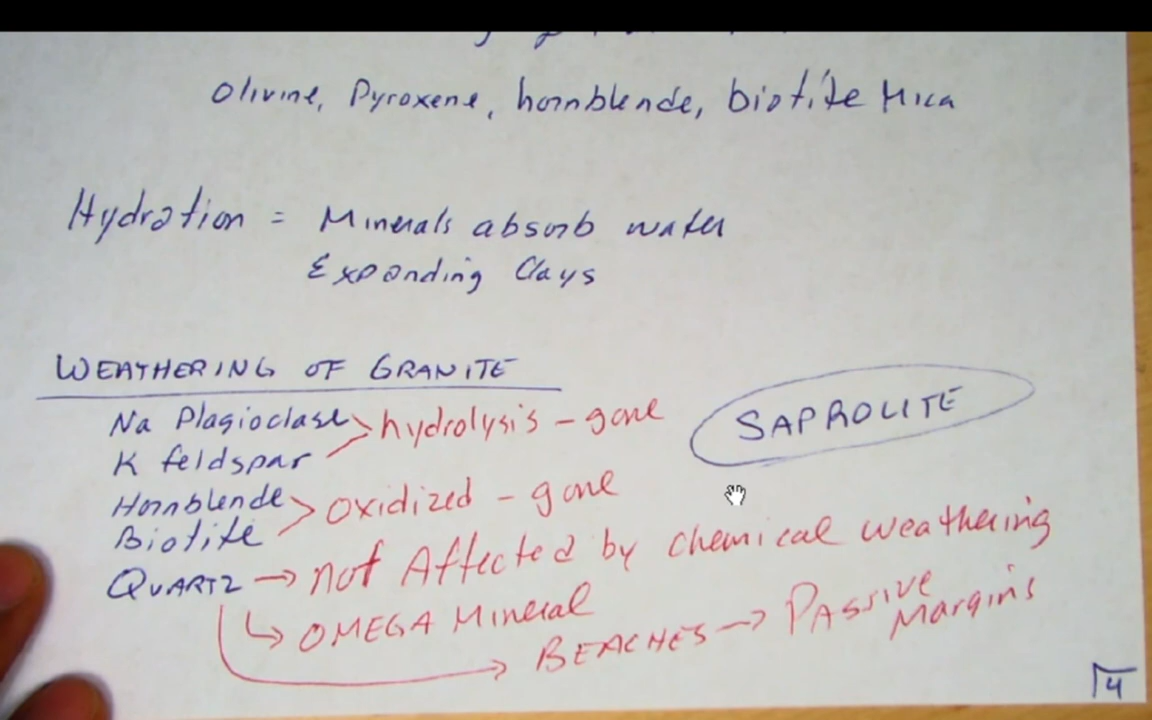 Olivine, Pyroxene, hornblende, biotite Mica
Hydration = Minerals absorb water
Expanding Clays
WEATHERING OF GRANITE
Na Plagioclase > hydrolysis - gone
K feldspar
SAPROLITE
Hornblende > oxidized - gone
Biotite
QUARTZ → not Affected by chemical weathering
↳ OMEGA Mineral
→ BEACHES → PASSIVE Margins
4